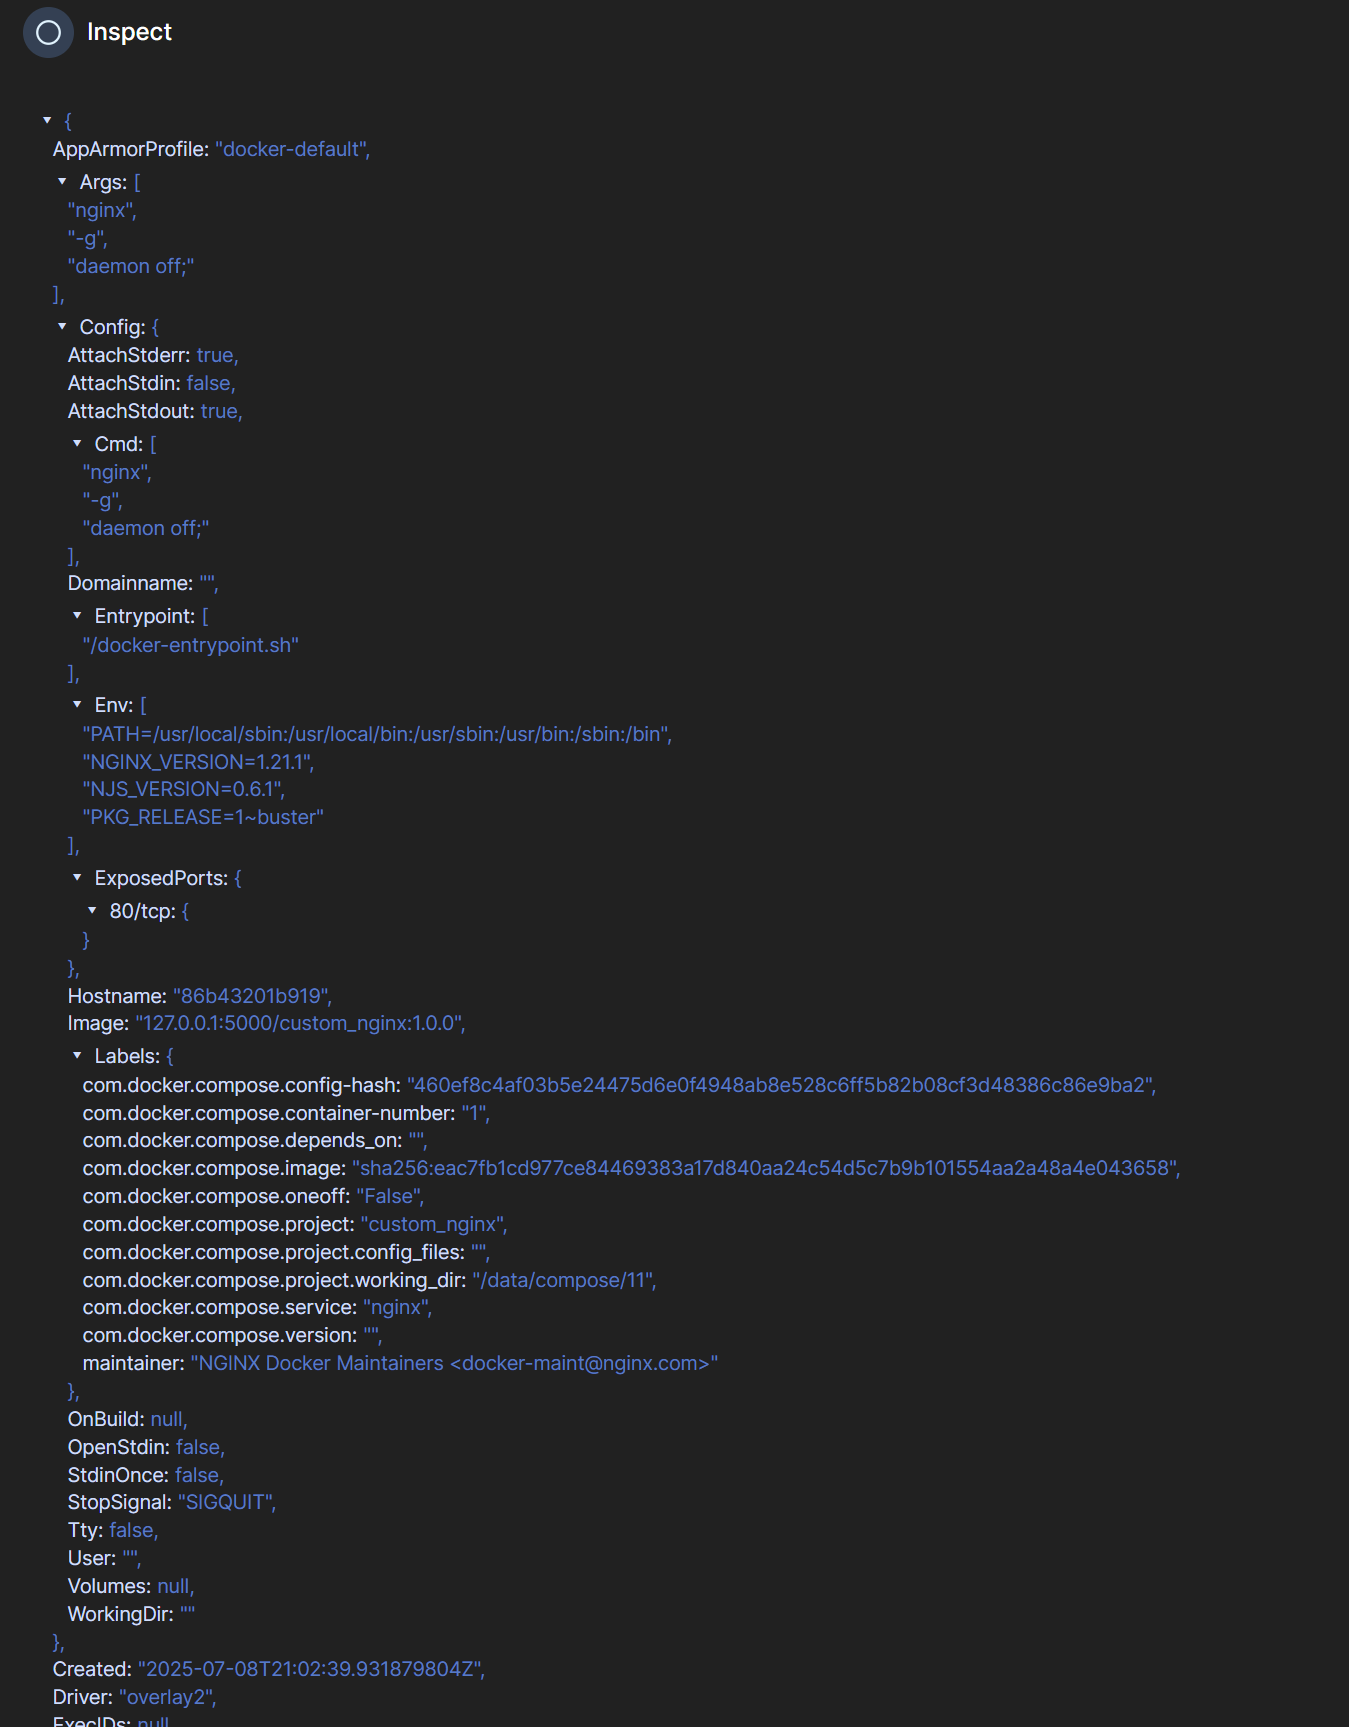 Inspect
{
AppArmorProfile: "docker-default",
Args: [
"nginx",
"-g",
"daemon off;"
],
Config: {
AttachStderr: true,
AttachStdin: false,
AttachStdout: true,
Cmd: [
"nginx",
"-g",
"daemon off;"
],
Domainname: "",
Entrypoint: [
"/docker-entrypoint.sh"
],
Env: [
"PATH=/usr/local/sbin:/usr/local/bin:/usr/sbin:/usr/bin:/sbin:/bin",
"NGINX_VERSION=1.21.1",
"NJS_VERSION=0.6.1",
"PKG_RELEASE=1~buster"
],
ExposedPorts: {
80/tcp: {
}
},
Hostname: "86b43201b919",
Image: "127.0.0.1:5000/custom_nginx:1.0.0",
Labels: {
com.docker.compose.config-hash: "460ef8c4af03b5e24475d6e0f4948ab8e528c6ff5b82b08cf3d48386c86e9ba2",
com.docker.compose.container-number: "1",
com.docker.compose.depends_on: "",
com.docker.compose.image: "sha256:eac7fb1cd977ce84469383a17d840aa24c54d5c7b9b101554aa2a48a4e043658",
com.docker.compose.oneoff: "False",
com.docker.compose.project: "custom_nginx",
com.docker.compose.project.config_files: "",
com.docker.compose.project.working_dir: "/data/compose/11",
com.docker.compose.service: "nginx",
com.docker.compose.version: "",
maintainer: "NGINX Docker Maintainers <docker-maint@nginx.com>"
},
OnBuild: null,
OpenStdin: false,
StdinOnce: false,
StopSignal: "SIGQUIT",
Tty: false,
User: "",
Volumes: null,
WorkingDir: ""
},
Created: "2025-07-08T21:02:39.931879804Z",
Driver: "overlay2",
ExecIDs: null